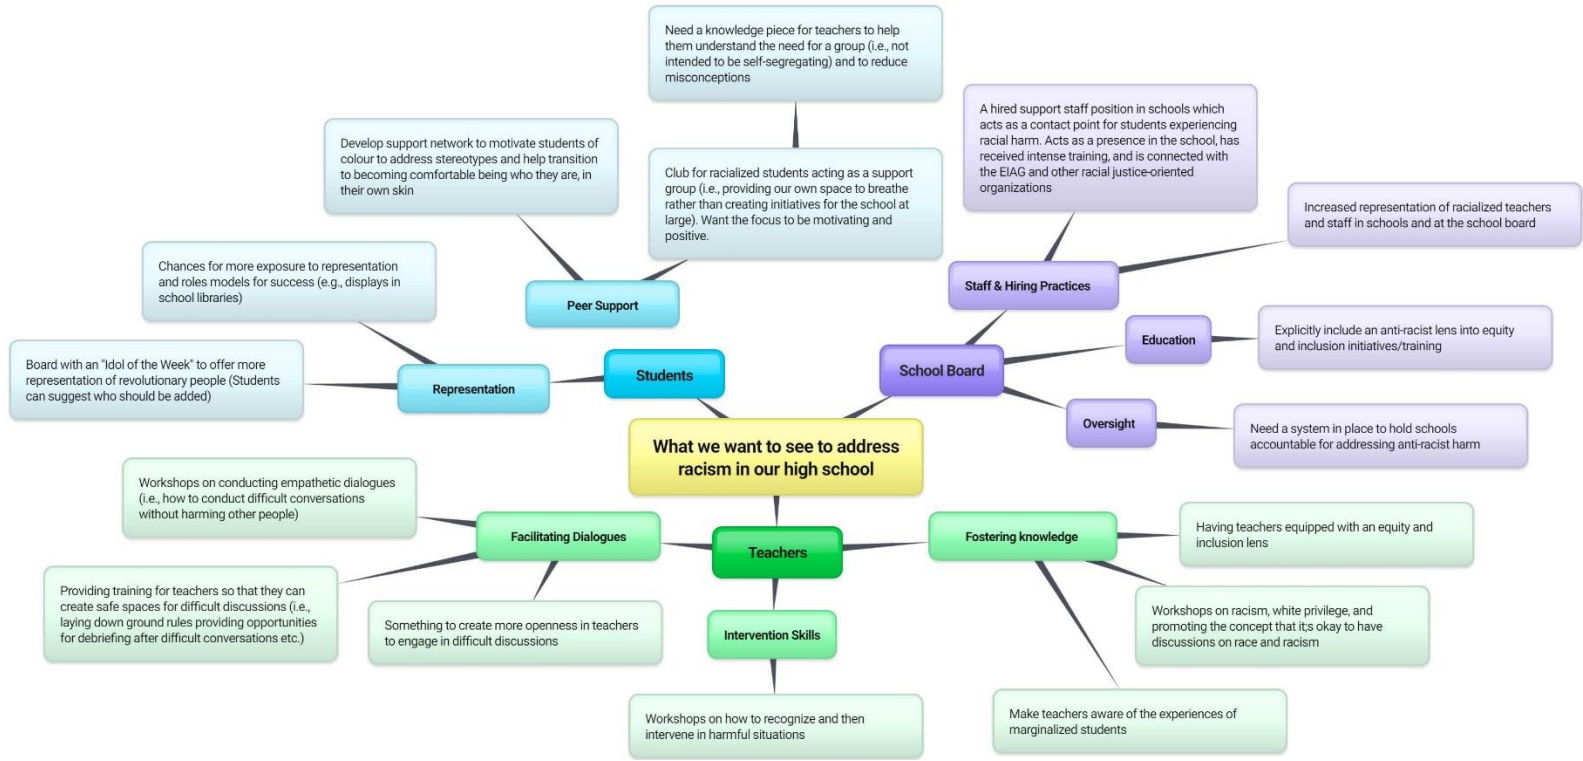 Need a knowledge piece for teachers to help
them understand the need for a group (i.e., not
intended to be self-segregating) and to reduce
misconceptions
A hired support staff position in schools which
acts as a contact point for students experiencing
racial harm. Acts as a presence in the school, has
received intense training, and is connected with
the EIAG and other racial justice-oriented
organizations
Develop support network to motivate students of
colour to address stereotypes and help transition
to becoming comfortable being who they are, in
their own skin
Club for racialized students acting as a support
group (i.e., providing our own space to breathe
rather than creating initiatives for the school at
large). Want the focus to be motivating and
positive.
Increased representation of racialized teachers
and staff in schools and at the school board
Chances for more exposure to representation
and roles models for success (e.g., displays in
school libraries)
Peer Support
Staff & Hiring Practices
Education
Explicitly include an anti-racist lens into equity
and inclusion initiatives/training
Board with an "Idol of the Week" to offer more
representation of revolutionary people (Students
can suggest who should be added)
Representation
Students
School Board
Oversight
Need a system in place to hold schools
accountable for addressing anti-racist harm
What we want to see to address
racism in our high school
Workshops on conducting empathetic dialogues
(i.e., how to conduct difficult conversations
without harming other people)
Facilitating Dialogues
Teachers
Fostering knowledge
Having teachers equipped with an equity and
inclusion lens
Providing training for teachers so that they can
create safe spaces for difficult discussions (i.e.,
laying down ground rules providing opportunities
for debriefing after difficult conversations etc.)
Something to create more openness in teachers
to engage in difficult discussions
Intervention Skills
Workshops on racism, white privilege, and
promoting the concept that it;s okay to have
discussions on race and racism
Workshops on how to recognize and then
intervene in harmful situations
Make teachers aware of the experiences of
marginalized students